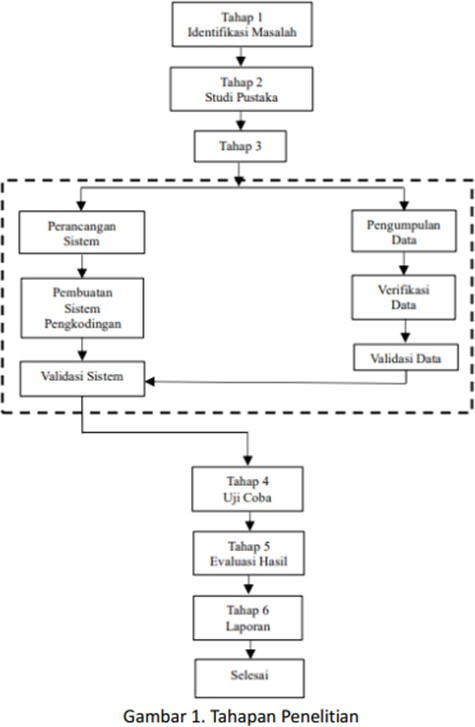 Tahap 1
Identifikasi Masalah
Tahap 2
Studi Pustaka
Tahap 3
Perancangan
Sistem
Pembuatan
Sistem
Pengkodingan
Validasi Sistem
Pengumpulan
Data
Verifikasi
Data
Validasi Data
Tahap 4
Uji Coba
Tahap 5
Evaluasi Hasil
Tahap 6
Laporan
Selesai
Gambar 1. Tahapan Penelitian